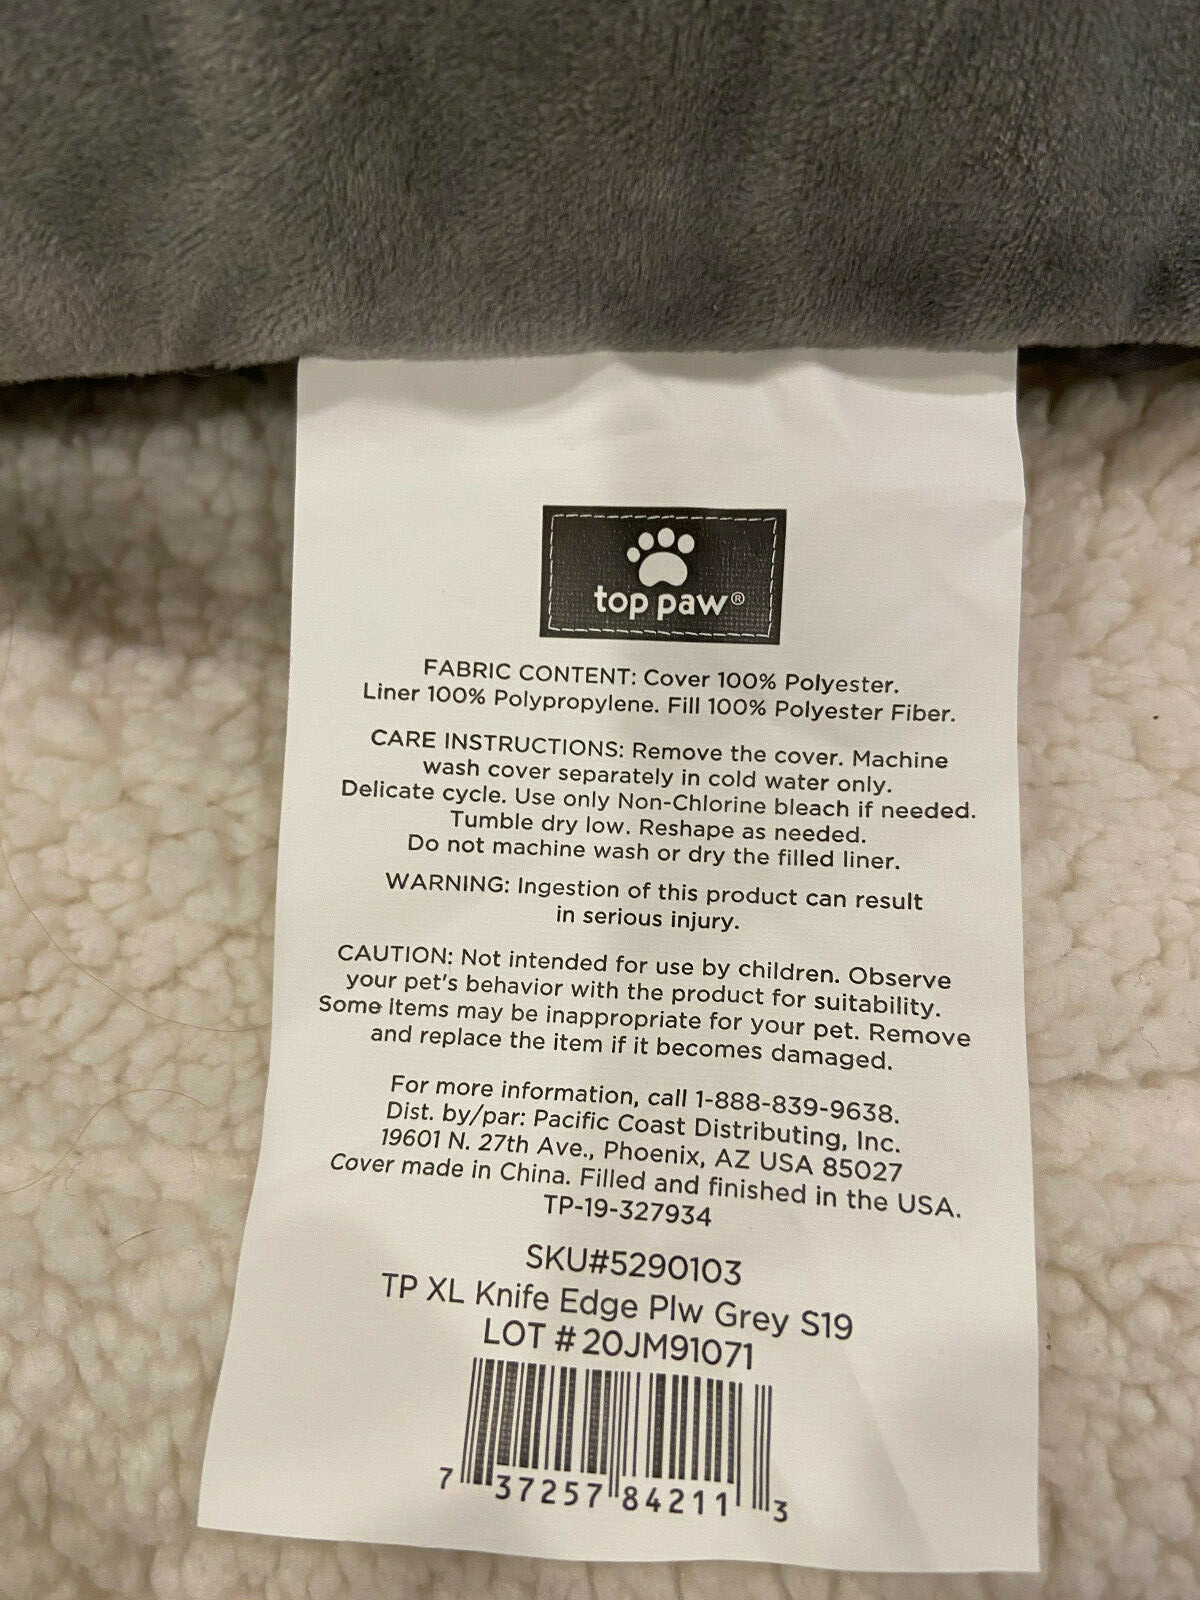 top paw®
FABRIC CONTENT: Cover 100% Polyester.
Liner 100% Polypropylene. Fill 100% Polyester Fiber.
CARE INSTRUCTIONS: Remove the cover. Machine
wash cover separately in cold water only.
Delicate cycle. Use only Non-Chlorine bleach if needed.
Tumble dry low. Reshape as needed.
Do not machine wash or dry the filled liner.
WARNING: Ingestion of this product can result
in serious injury.
CAUTION: Not intended for use by children. Observe
your pet's behavior with the product for suitability.
Some Items may be inappropriate for your pet. Remove
and replace the item if it becomes damaged.
For more information, call 1-888-839-9638.
Dist. by/par: Pacific Coast Distributing, Inc.
19601 N. 27th Ave., Phoenix, AZ USA 85027
Cover made in China. Filled and finished in the USA.
TP-19-327934
SKU#5290103
TP XL Knife Edge Plw Grey S19
LOT # 20JM91071
7 37257 84211 3